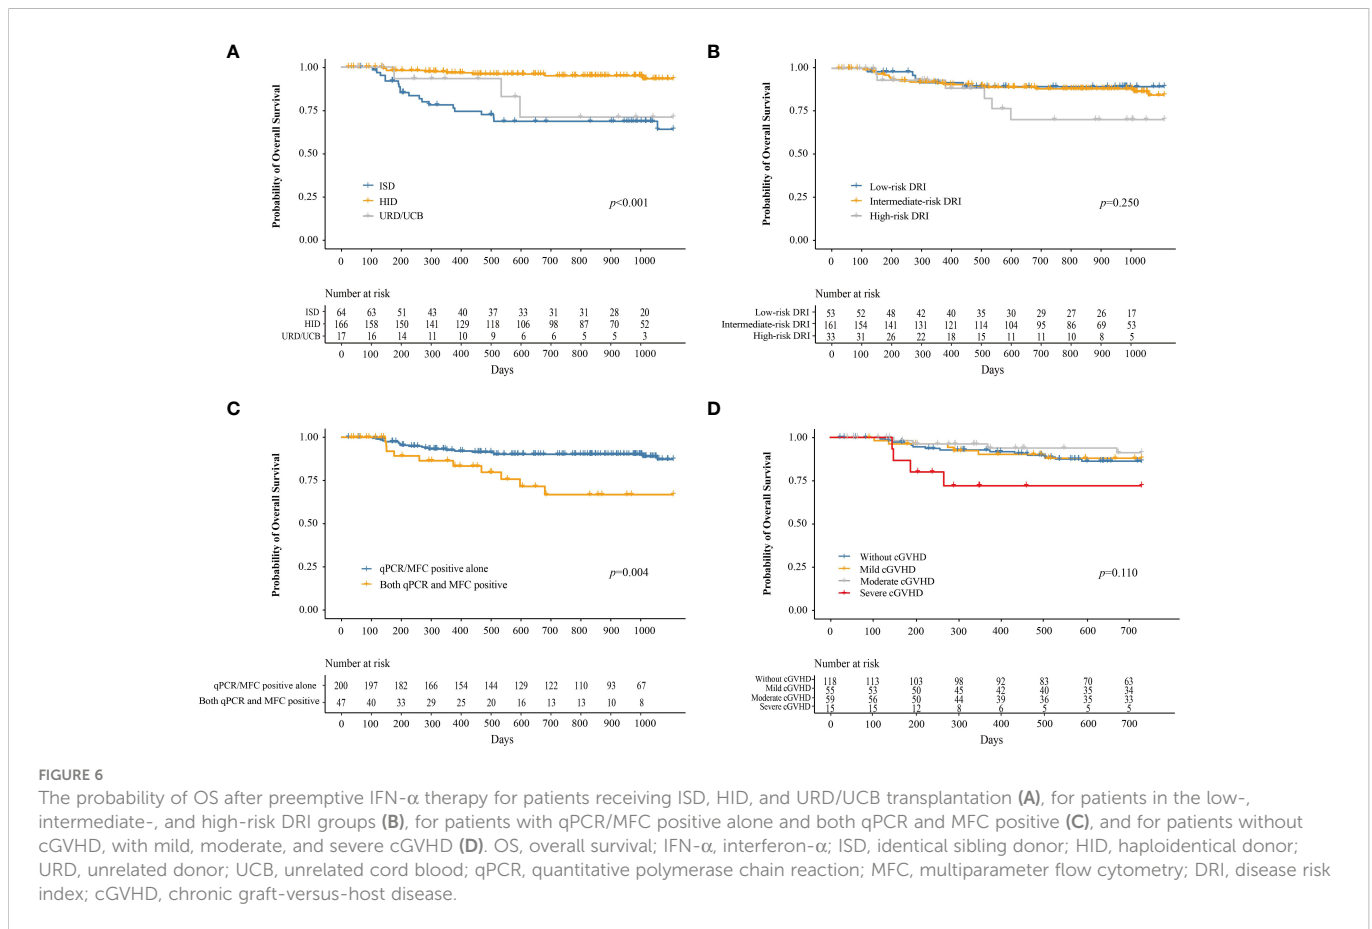 A
Probability of Overall Survival
1.00
0.75
0.50
0.25
0.00
ISD
HID
URD/UCB
p<0.001
0 100 200 300 400 500 600 700 800 900 1000
Number at risk
ISD 64 64 51 43 40 37 33 31 31 28 20
HID 166 158 150 141 129 118 106 98 87 70 52
URD/UCB 17 16 14 11 10 9 6 6 5 5 3
0 100 200 300 400 500 600 700 800 900 1000
Days
B
Probability of Overall Survival
1.00
0.75
0.50
0.25
0.00
Low-risk DRI
Intermediate-risk DRI
High-risk DRI
p=0.250
0 100 200 300 400 500 600 700 800 900 1000
Number at risk
Low-risk DRI 53 52 48 42 40 35 30 29 27 26 17
Intermediate-risk DRI 161 154 141 131 121 114 104 95 86 69 53
High-risk DRI 33 31 26 22 18 15 11 11 10 8 5
0 100 200 300 400 500 600 700 800 900 1000
Days
C
Probability of Overall Survival
1.00
0.75
0.50
0.25
0.00
qPCR/MFC positive alone
Both qPCR and MFC positive
p=0.004
0 100 200 300 400 500 600 700 800 900 1000
Number at risk
qPCR/MFC positive alone 200 197 182 166 154 144 129 122 110 93 67
Both qPCR and MFC positive 47 40 33 29 25 20 16 13 13 10 8
0 100 200 300 400 500 600 700 800 900 1000
Days
D
Probability of Overall Survival
1.00
0.75
0.50
0.25
0.00
Without cGVHD
Mild cGVHD
Moderate cGVHD
Severe cGVHD
p=0.110
0 100 200 300 400 500 600 700
Number at risk
Without cGVHD 118 113 103 98 92 83 70 63
Mild cGVHD 55 53 50 45 42 40 35 34
Moderate cGVHD 59 56 50 44 39 36 35 33
Severe cGVHD 15 15 12 8 6 5 5 5
0 100 200 300 400 500 600 700
Days
FIGURE 6
The probability of OS after preemptive IFN-α therapy for patients receiving ISD, HID, and URD/UCB transplantation (A), for patients in the low-,
intermediate-, and high-risk DRI groups (B), for patients with qPCR/MFC positive alone and both qPCR and MFC positive (C), and for patients without
cGVHD, with mild, moderate, and severe cGVHD (D). OS, overall survival; IFN-α, interferon-α; ISD, identical sibling donor; HID, haploidentical donor;
URD, unrelated donor; UCB, unrelated cord blood; qPCR, quantitative polymerase chain reaction; MFC, multiparameter flow cytometry; DRI, disease risk
index; cGVHD, chronic graft-versus-host disease.